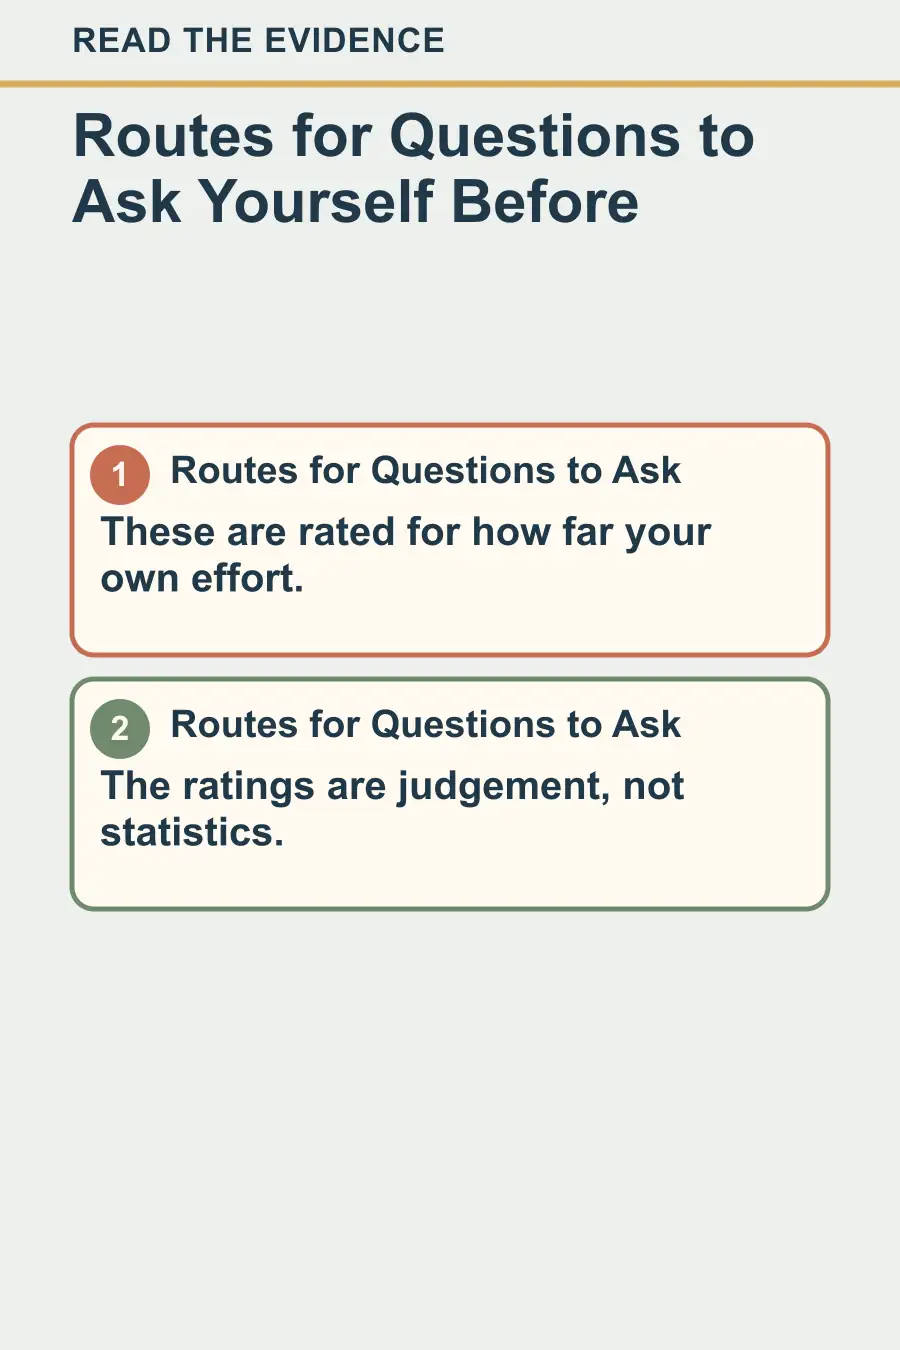 READ THE EVIDENCE
Routes for Questions to
Ask Yourself Before
1 Routes for Questions to Ask
These are rated for how far your
own effort.
2 Routes for Questions to Ask
The ratings are judgement, not
statistics.